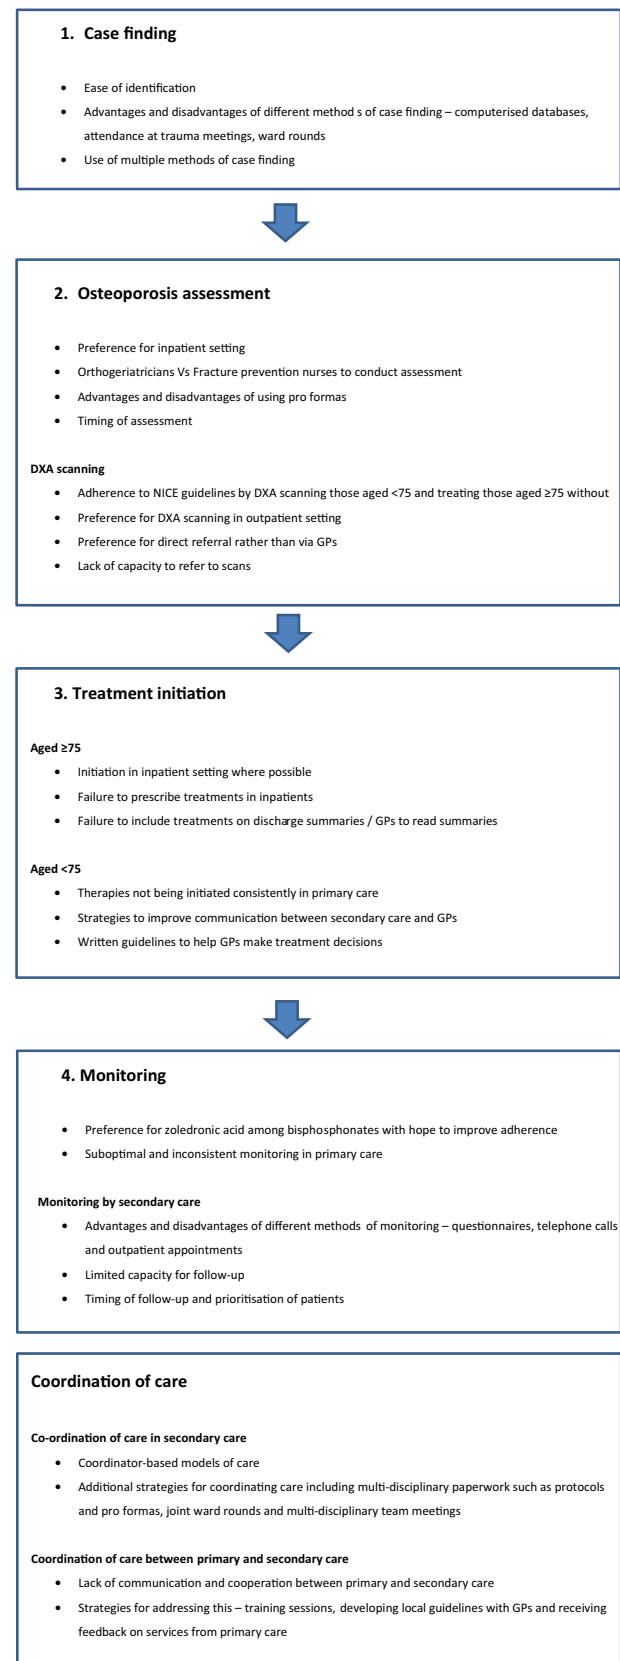 1. Case finding
• Ease of identification
• Advantages and disadvantages of different method s of case finding – computerised databases,
attendance at trauma meetings, ward rounds
• Use of multiple methods of case finding
2. Osteoporosis assessment
• Preference for inpatient setting
• Orthogeriatricians Vs Fracture prevention nurses to conduct assessment
• Advantages and disadvantages of using pro formas
• Timing of assessment
DXA scanning
• Adherence to NICE guidelines by DXA scanning those aged <75 and treating those aged ≥75 without
• Preference for DXA scanning in outpatient setting
• Preference for direct referral rather than via GPs
• Lack of capacity to refer to scans
3. Treatment initiation
Aged ≥75
• Initiation in inpatient setting where possible
• Failure to prescribe treatments in inpatients
• Failure to include treatments on discharge summaries / GPs to read summaries
Aged <75
• Therapies not being initiated consistently in primary care
• Strategies to improve communication between secondary care and GPs
• Written guidelines to help GPs make treatment decisions
4. Monitoring
• Preference for zoledronic acid among bisphosphonates with hope to improve adherence
• Suboptimal and inconsistent monitoring in primary care
Monitoring by secondary care
• Advantages and disadvantages of different methods of monitoring – questionnaires, telephone calls
and outpatient appointments
• Limited capacity for follow-up
• Timing of follow-up and prioritisation of patients
Coordination of care
Co-ordination of care in secondary care
• Coordinator-based models of care
• Additional strategies for coordinating care including multi-disciplinary paperwork such as protocols
and pro formas, joint ward rounds and multi-disciplinary team meetings
Coordination of care between primary and secondary care
• Lack of communication and cooperation between primary and secondary care
• Strategies for addressing this – training sessions, developing local guidelines with GPs and receiving
feedback on services from primary care